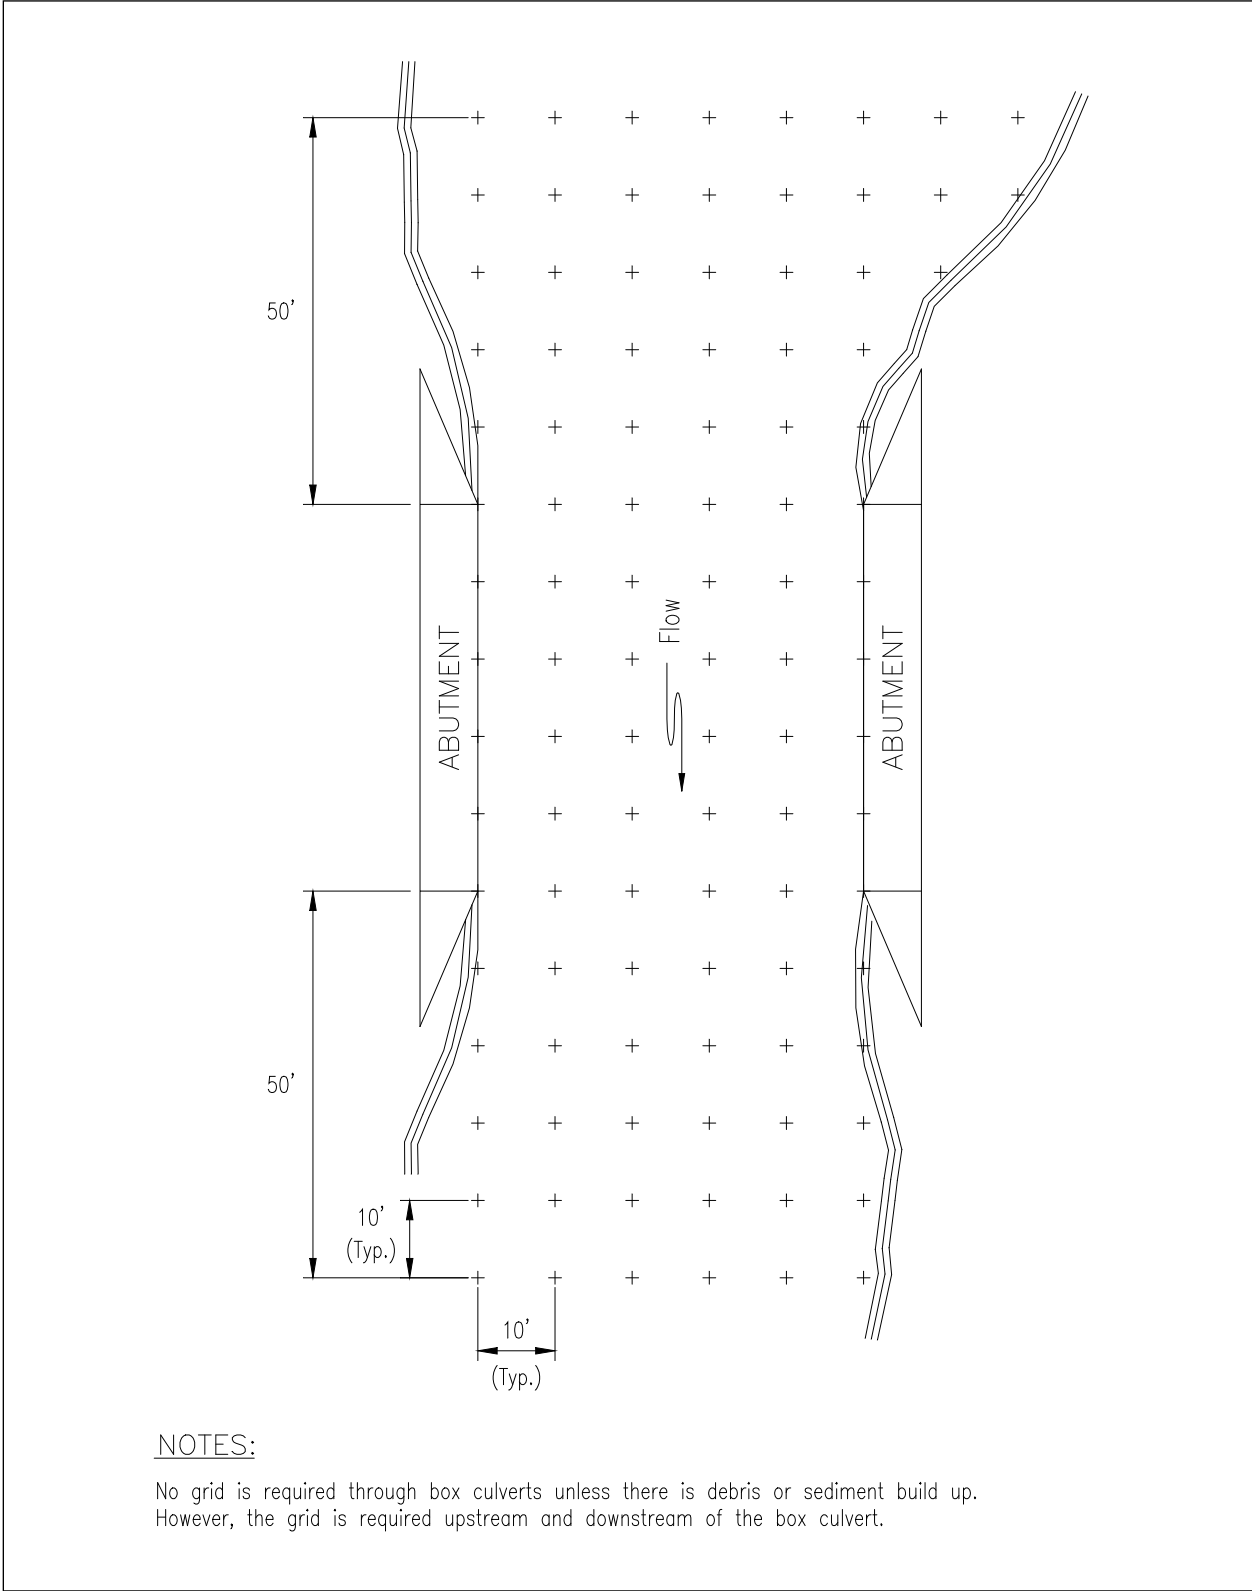 50'
Flow
ABUTMENT
ABUTMENT
50'
10'
(Typ.)
10'
(Typ.)
NOTES:
No grid is required through box culverts unless there is debris or sediment build up.
However, the grid is required upstream and downstream of the box culvert.